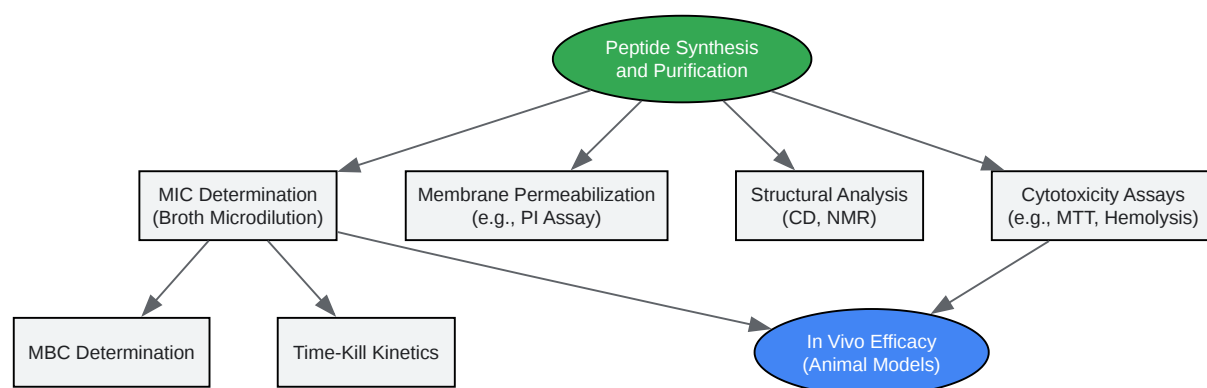 Peptide Synthesis
and Purification
MIC Determination
(Broth Microdilution)
Membrane Permeabilization
(e.g., PI Assay)
Structural Analysis
(CD, NMR)
Cytotoxicity Assays
(e.g., MTT, Hemolysis)
MBC Determination
Time-Kill Kinetics
In Vivo Efficacy
(Animal Models)